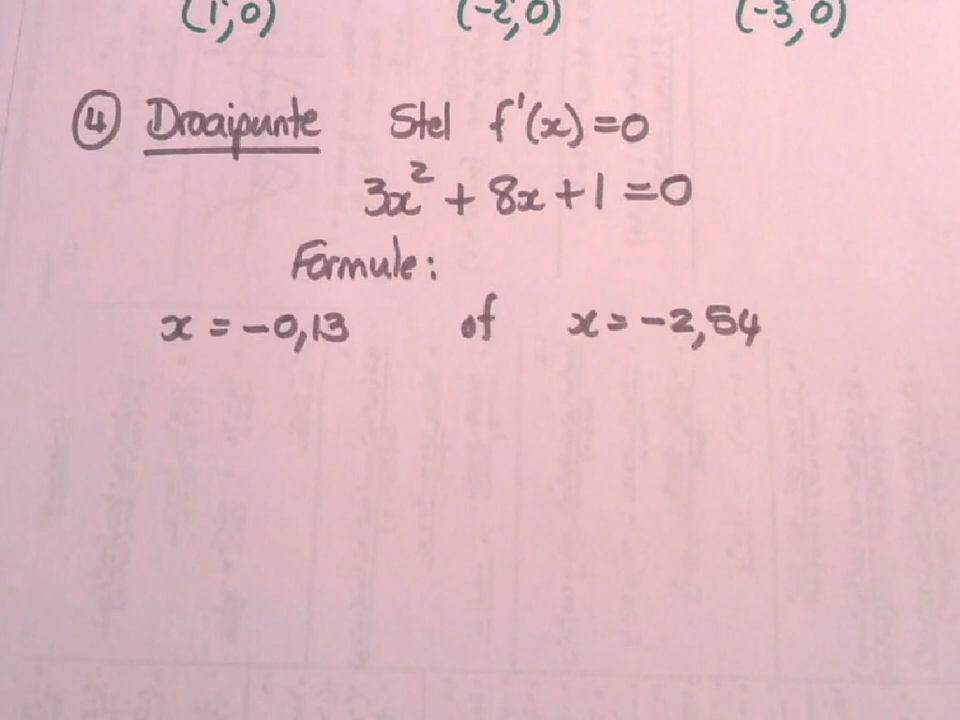 (1;0) (-2;0) (-3;0)
④ Draaipunte Stel f'(x)=0
3x² + 8x + 1 = 0
Formule:
x = -0,13 of x = -2,54